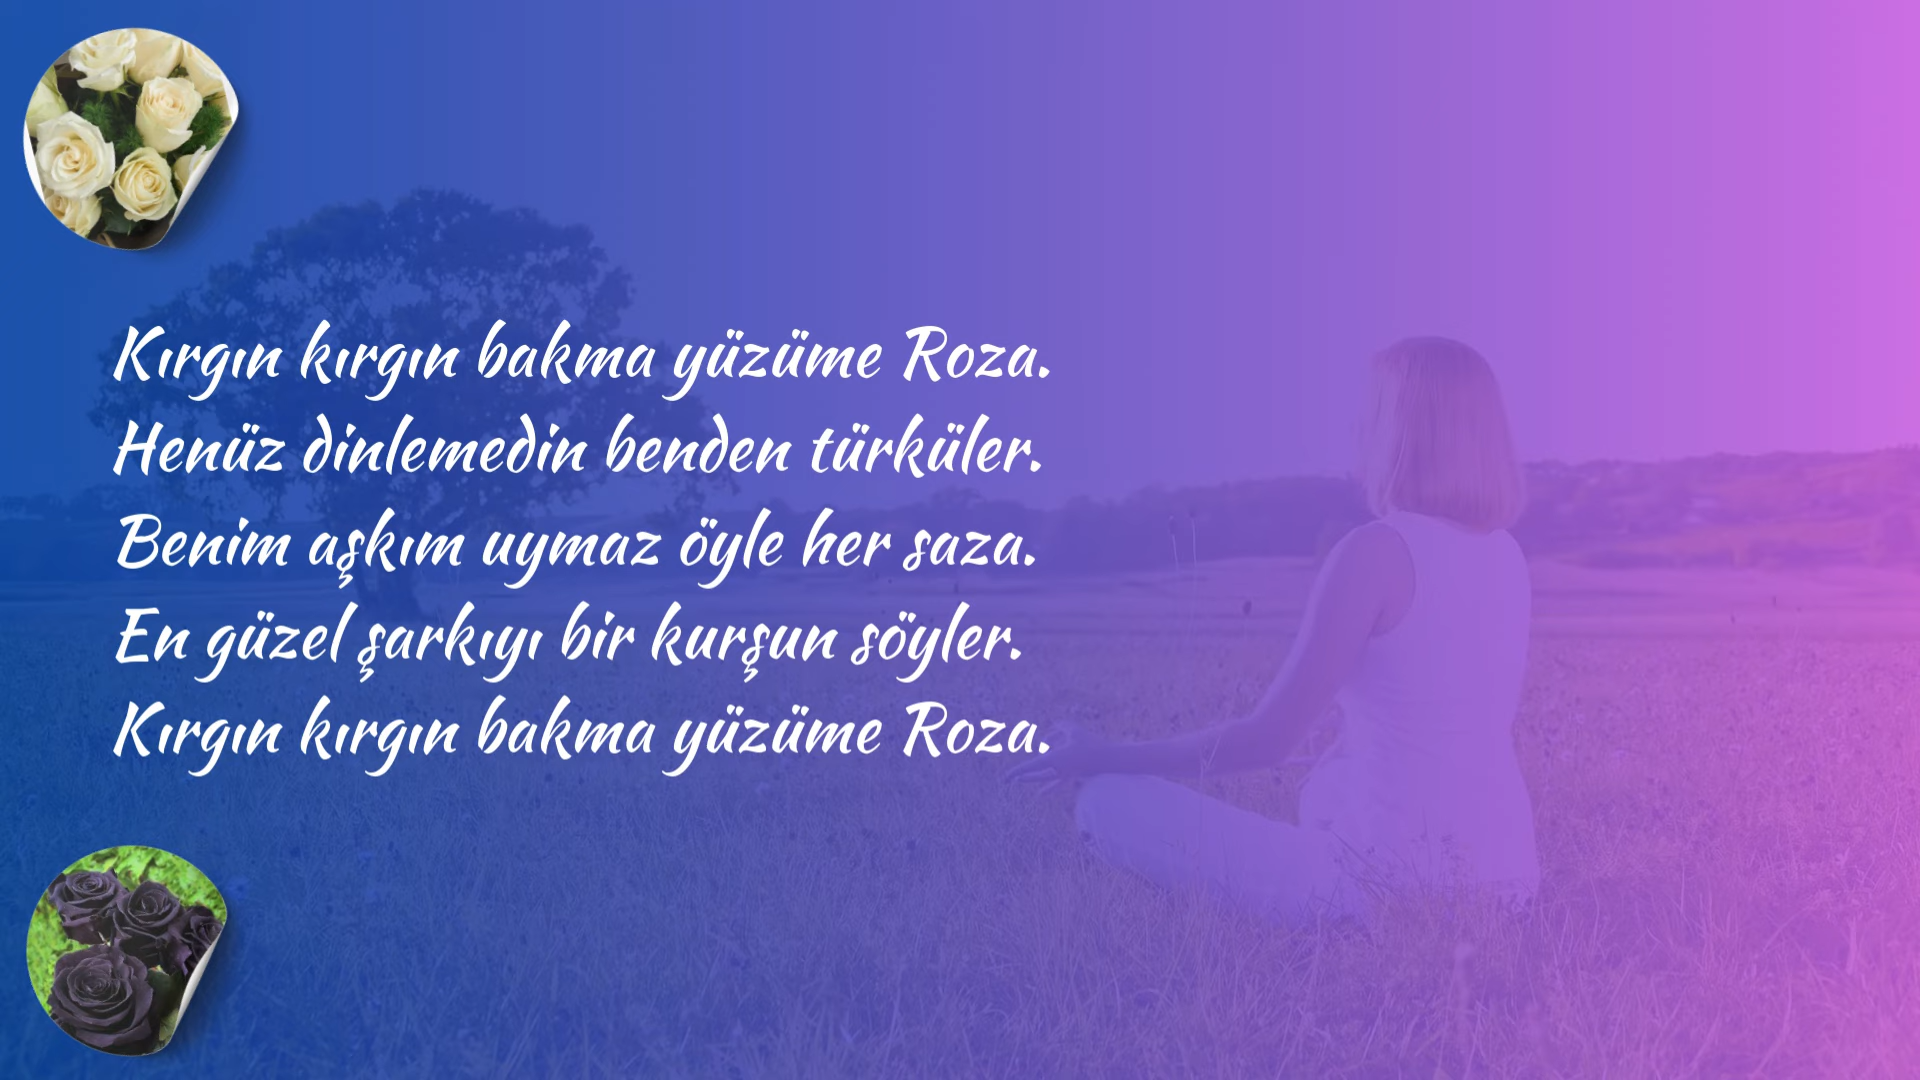 Kırgın kırgın bakma yüzüme Roza.
Henüz dinlemedin benden türküler.
Benim aşkım uymaz öyle her saza.
En güzel şarkıyı bir kurşun söyler.
Kırgın kırgın bakma yüzüme Roza.